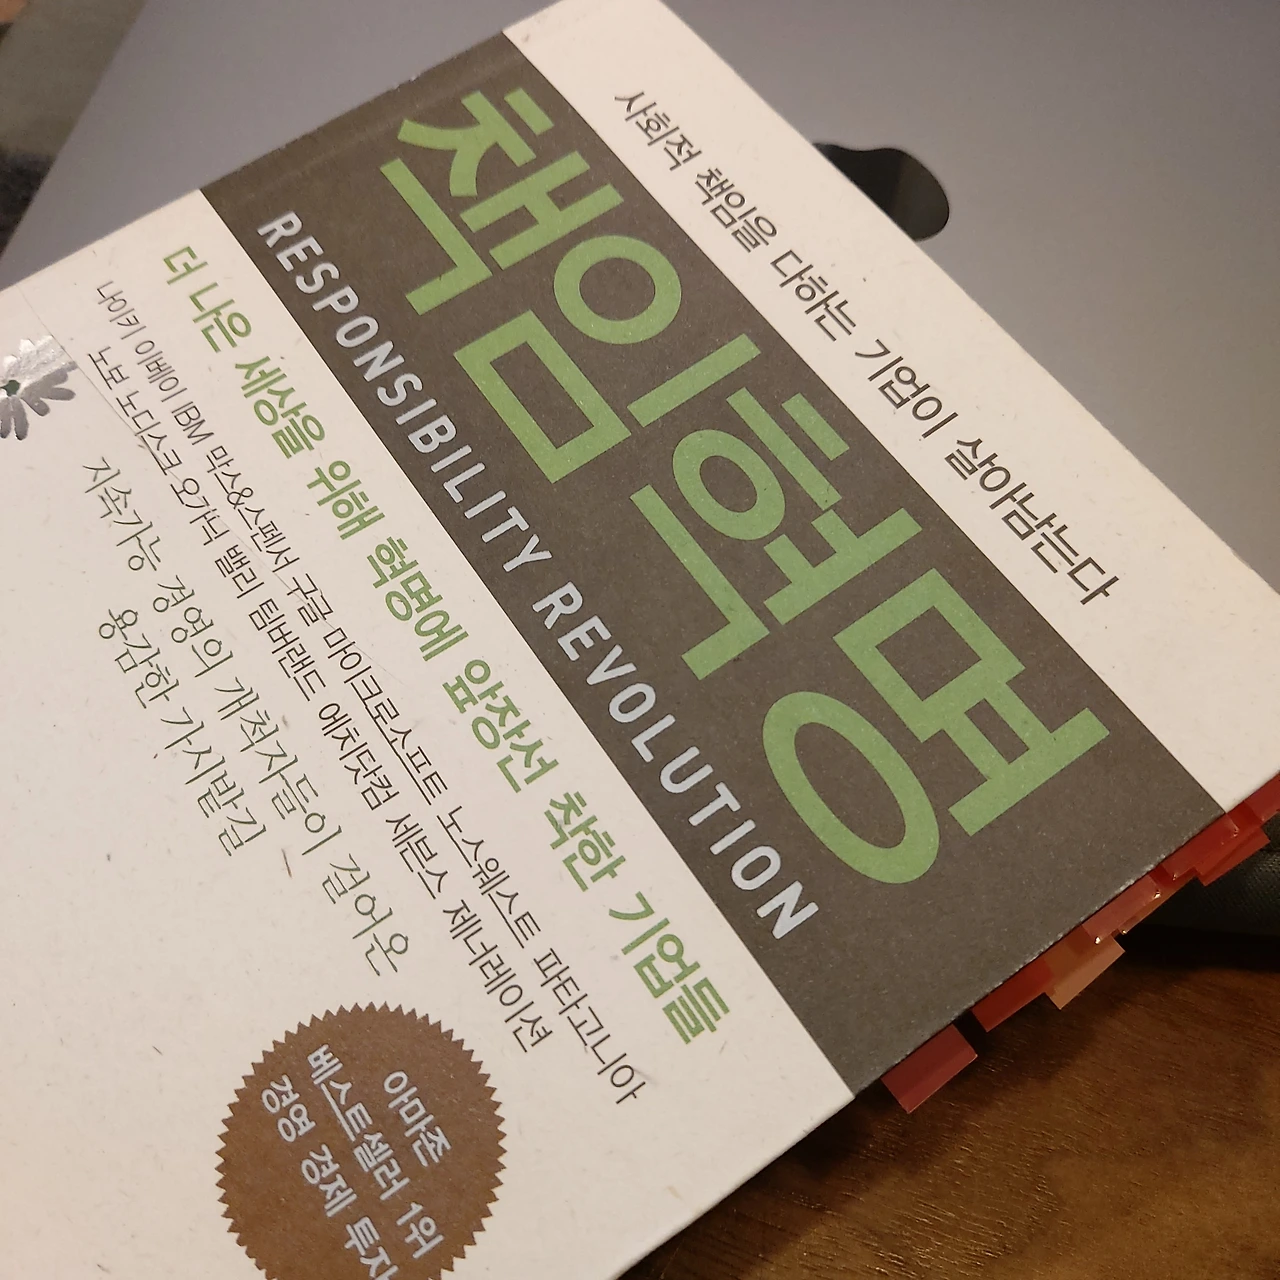 사회적 책임을 다하는 기업이 살아남는다
책임혁명
RESPONSIBILITY REVOLUTION
더 나은 세상을 위해 혁명에 앞장선 착한 기업들
나이키 이베이 IBM 막스&스펜서 구글 마이크로소프트 노스웨스트 파타고니아
노보 노디스크 오가닉 밸리 팀버랜드 에치닷컴 세븐스 제너레이션
지속가능 경영의 개척자들이 걸어온
용감한 가시밭길
아마존
베스트셀러 1위
경영 경제 투자